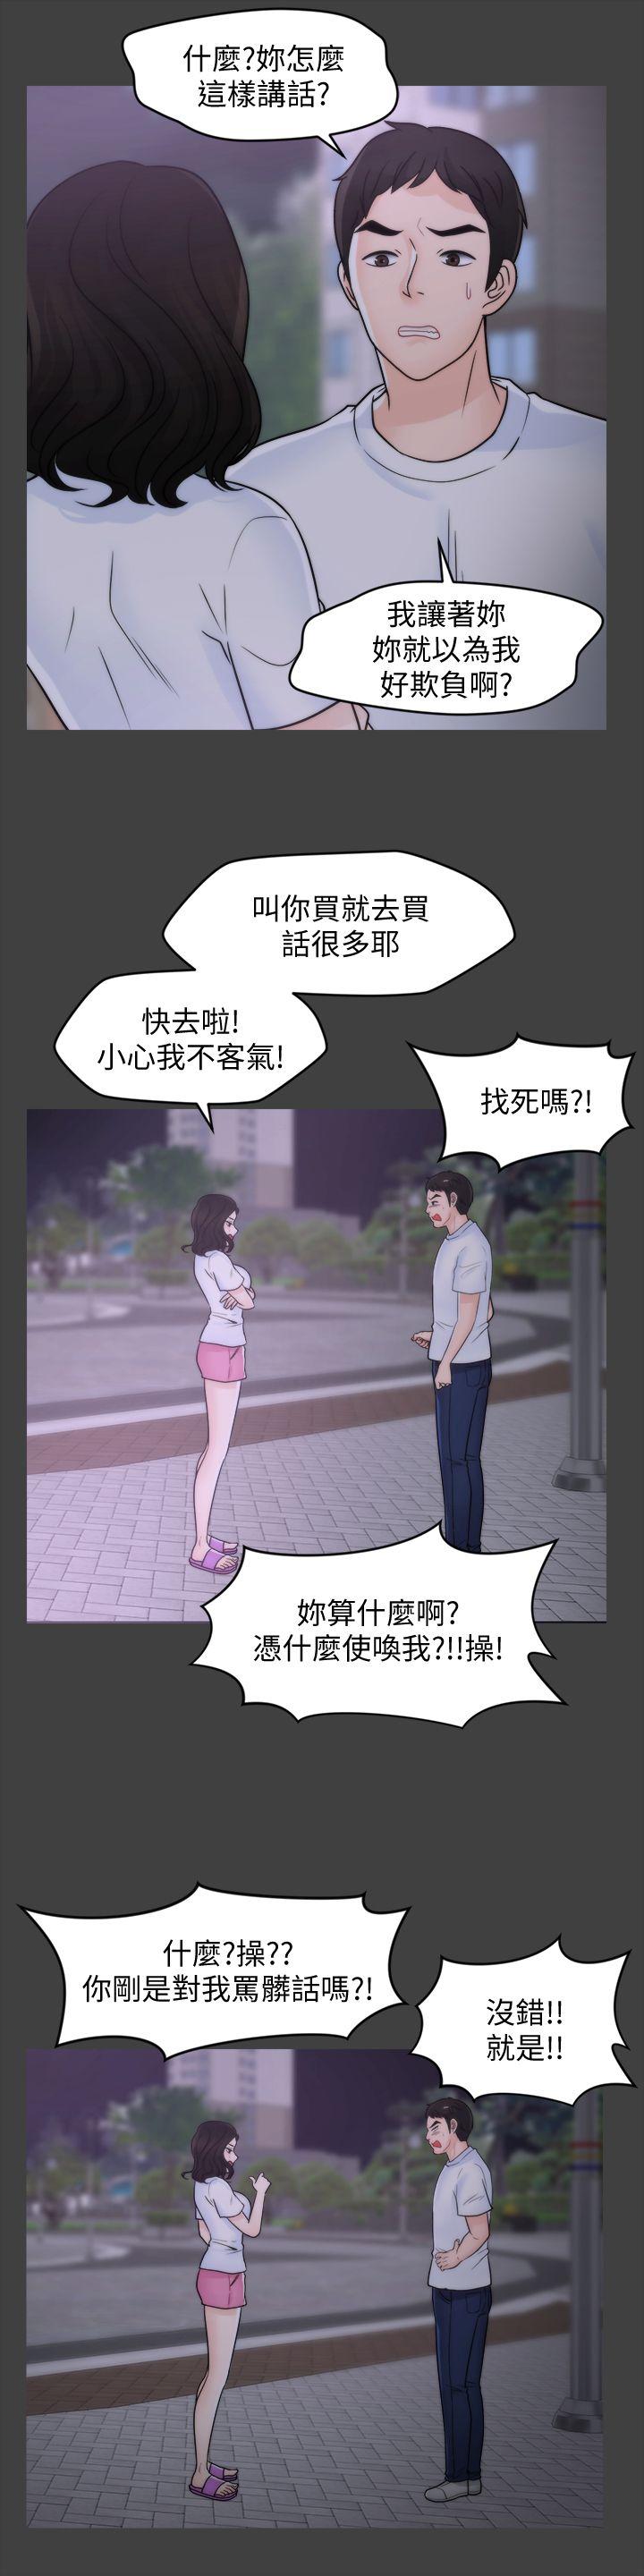 什麼?妳怎麼
這樣講話?
我讓著妳
妳就以為我
好欺負啊?
叫你買就去買
話很多耶
快去啦!
小心我不客氣!
找死嗎?!
妳算什麼啊?
憑什麼使喚我?!!操!
什麼?操??
你剛是對我罵髒話嗎?!
沒錯!!
就是!!